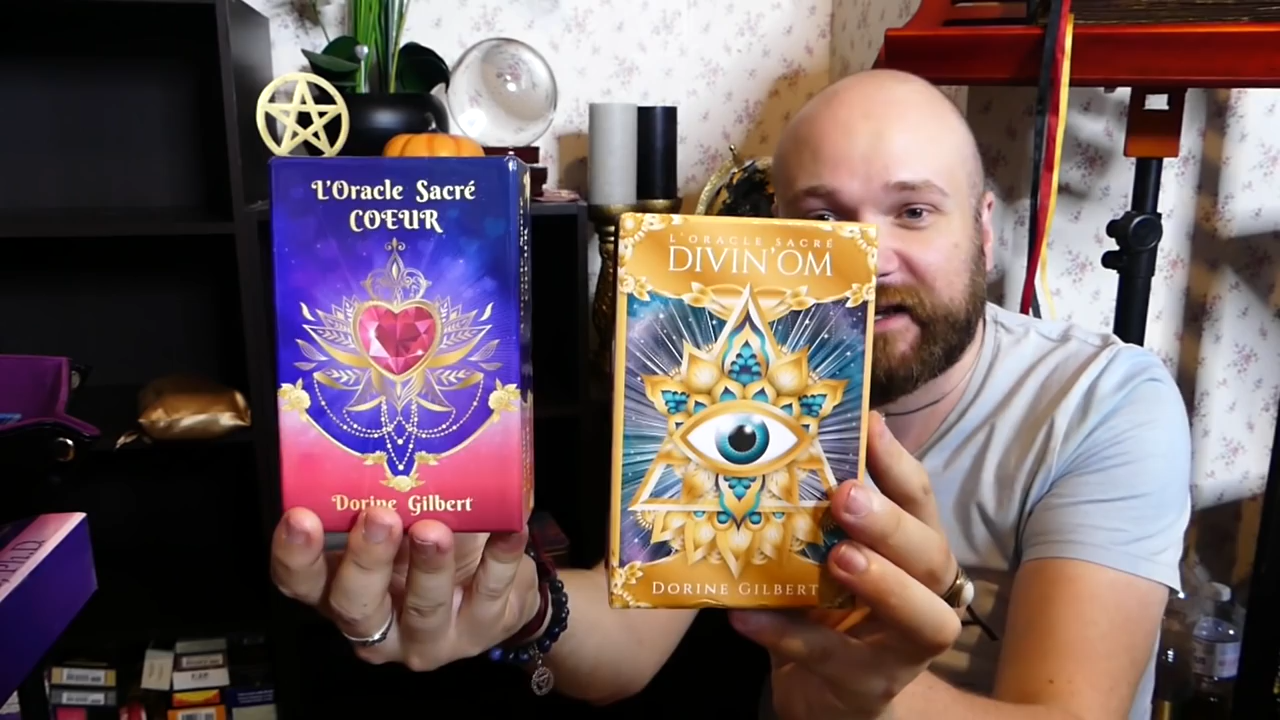 L'Oracle Sacré
COEUR
Dorine Gilbert
L'ORACLE SACRÉ
DIVIN'OM
DORINE GILBERT